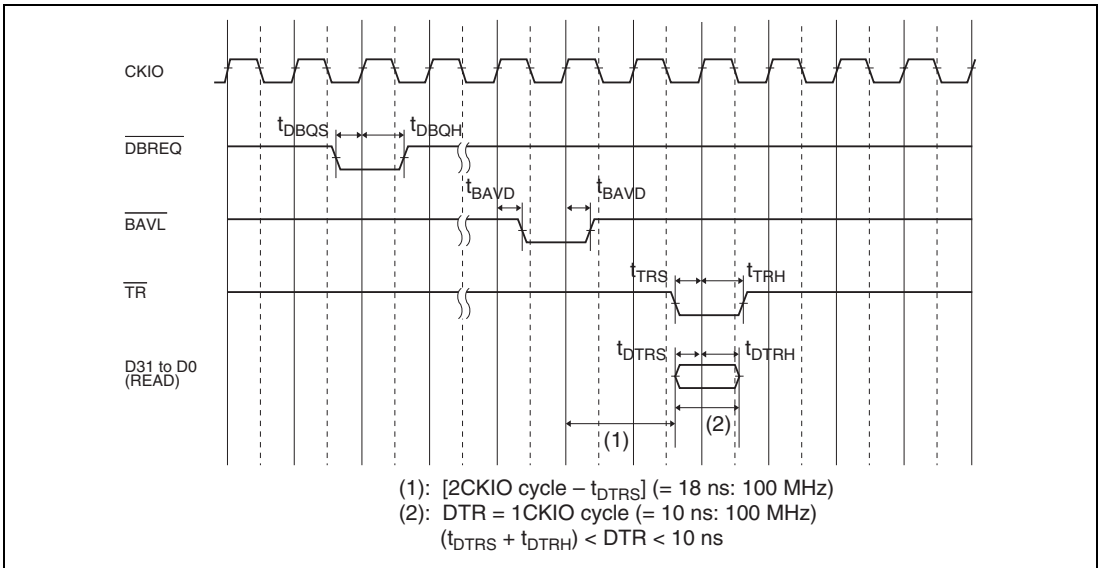 CKIO
tDBQS tDBQH
DBREQ
tBAVD tBAVD
BAVL
tTRS tTRH
TR
tDTRS tDTRH
D31 to D0
(READ)
(1) (2)
(1): [2CKIO cycle – tDTRS] (= 18 ns: 100 MHz)
(2): DTR = 1CKIO cycle (= 10 ns: 100 MHz)
(tDTRS + tDTRH) < DTR < 10 ns